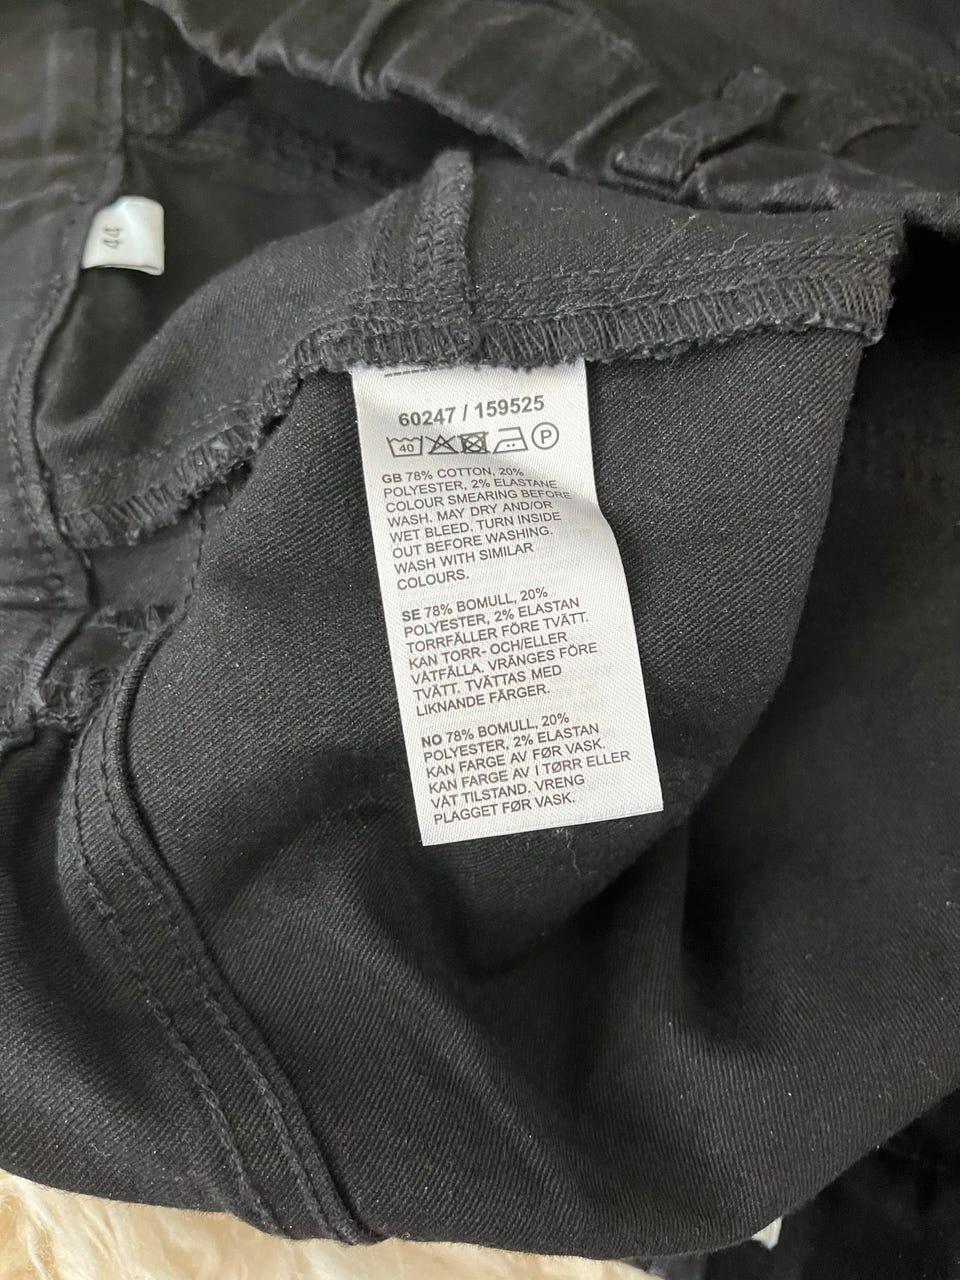 44
60247 / 159525
40 P
GB 78% COTTON, 20%
POLYESTER, 2% ELASTANE
COLOUR SMEARING BEFORE
WASH. MAY DRY AND/OR
WET BLEED. TURN INSIDE
OUT BEFORE WASHING.
WASH WITH SIMILAR
COLOURS.
SE 78% BOMULL, 20%
POLYESTER, 2% ELASTAN
TORRFÄLLER FÖRE TVÄTT.
KAN TORR- OCH/ELLER
VÅTFÄLLA. VRÄNGES FÖRE
TVÄTT. TVÄTTAS MED
LIKNANDE FÄRGER.
NO 78% BOMULL, 20%
POLYESTER, 2% ELASTAN
KAN FARGE AV FØR VASK.
KAN FARGE AV I TØRR ELLER
VÅT TILSTAND. VRENG
PLAGGET FØR VASK.